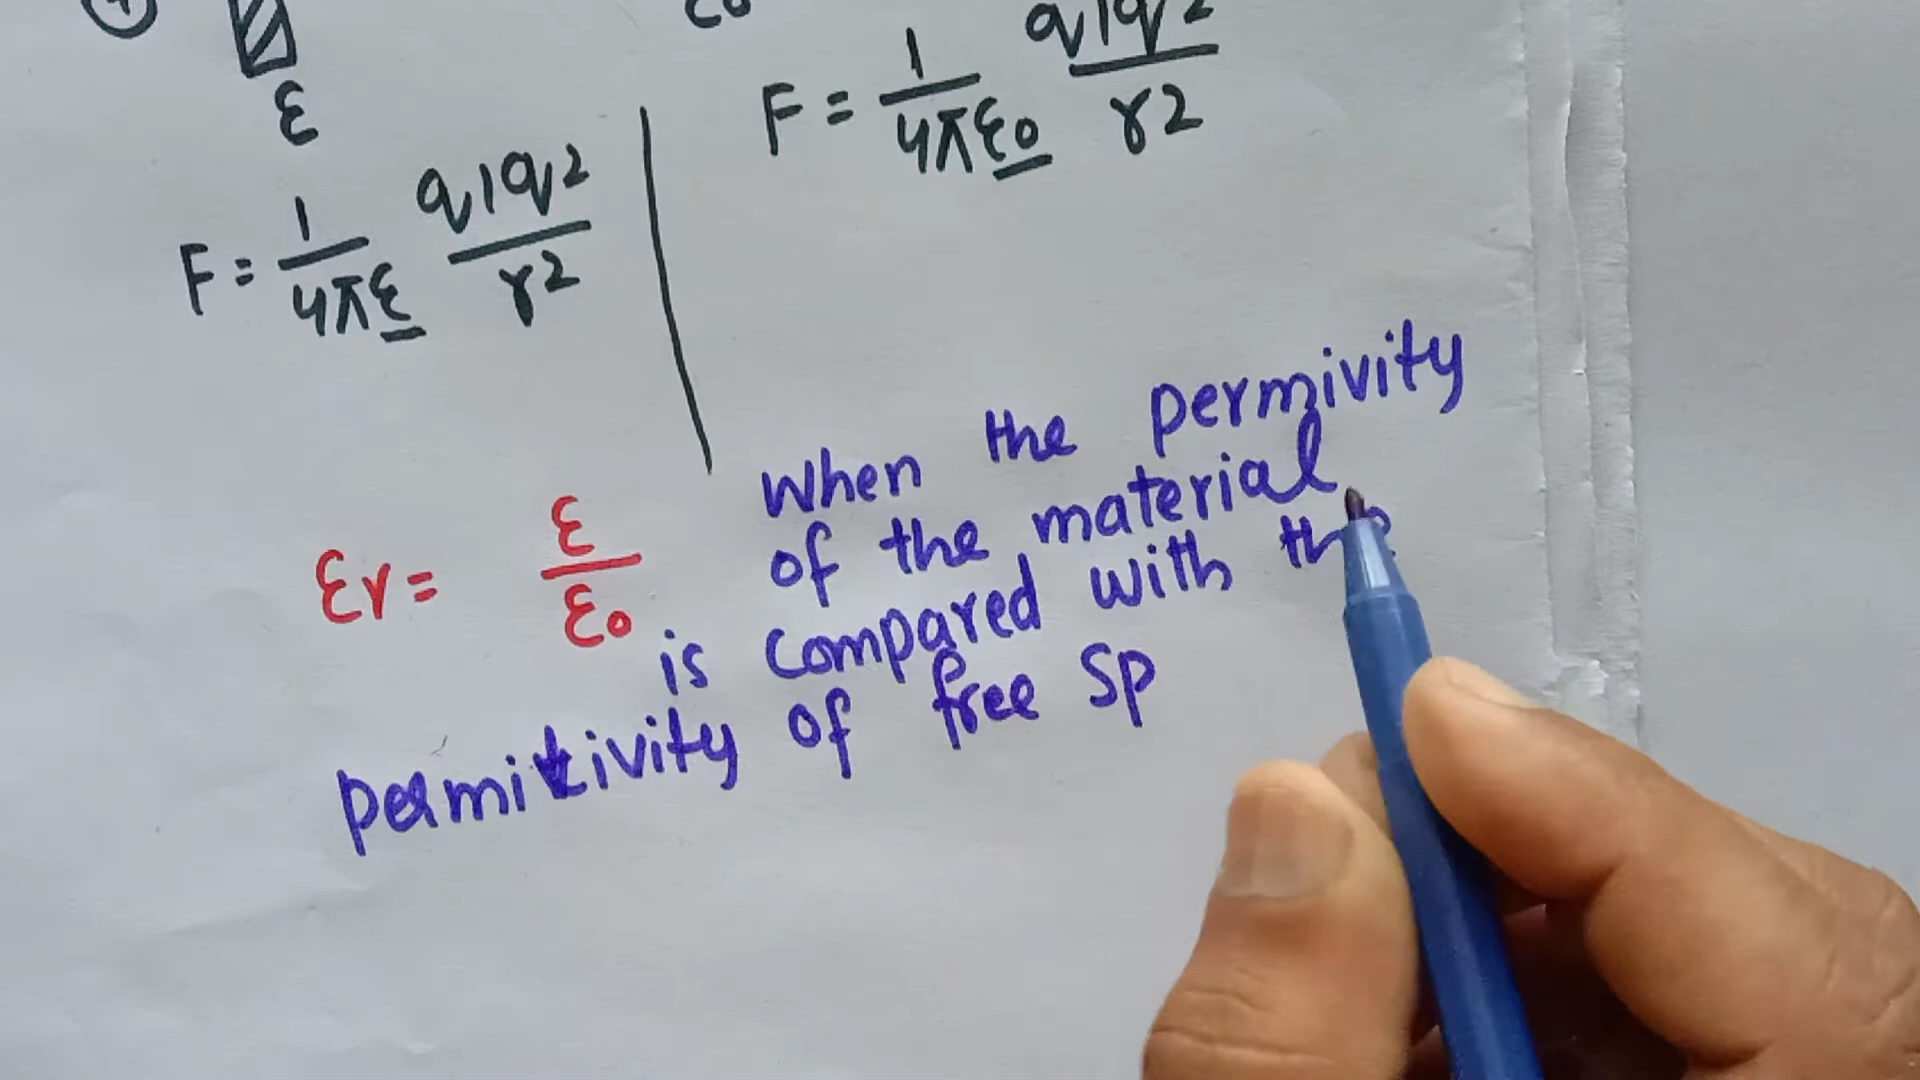 ε
F = 1/4πε q1q2/r2
F = 1/4πε0 q1q2/r2
εr = ε/ε0
When the permivity
of the material
is compared with the
permitivity of free sp